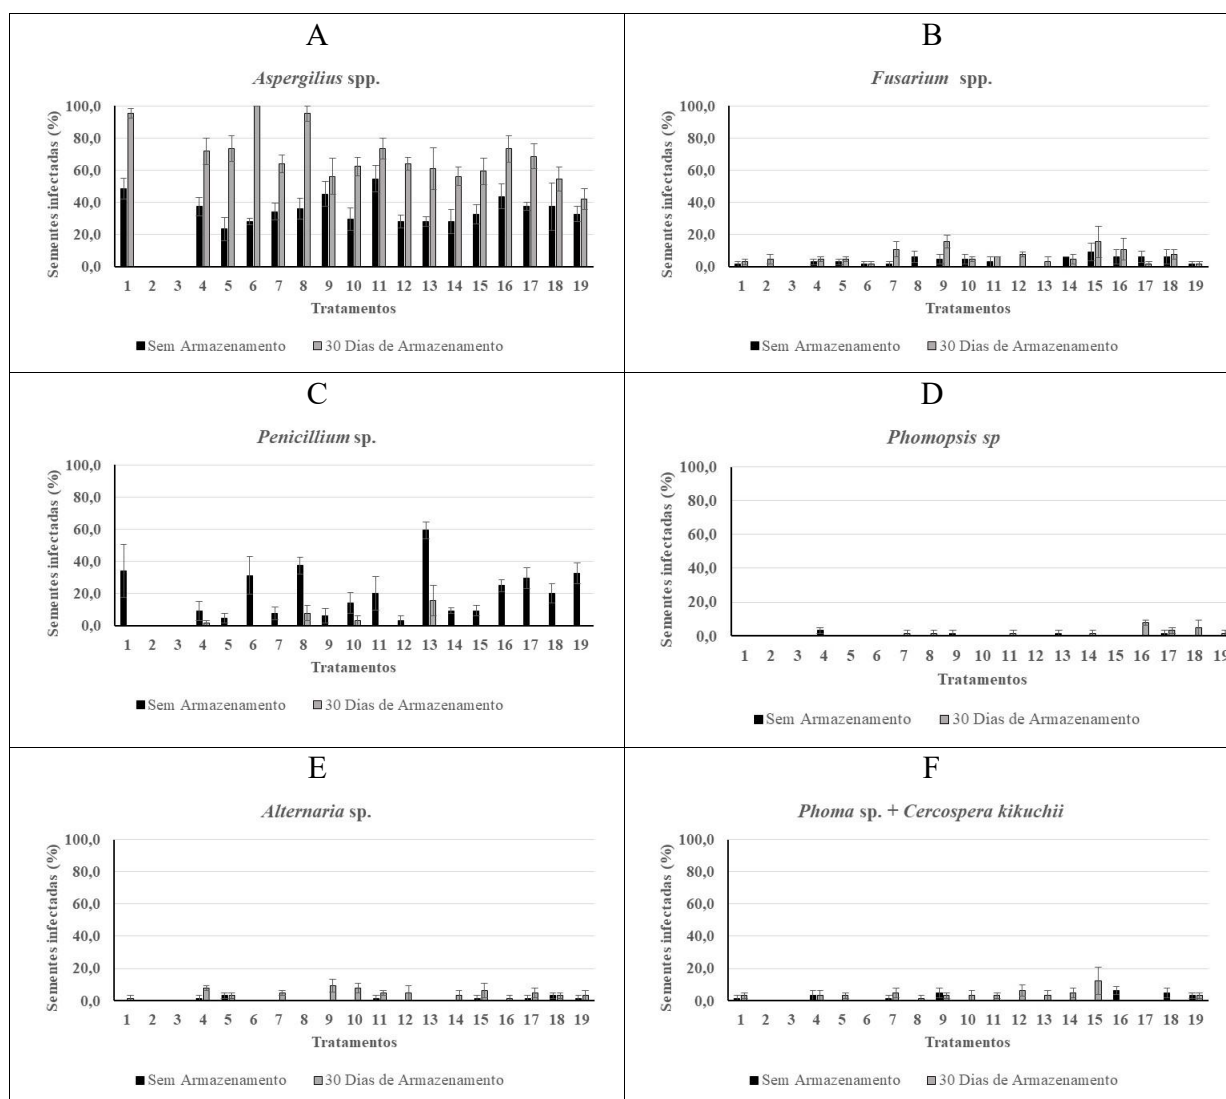 A
Aspergilius spp.
Sementes infectadas (%)
100,0
80,0
60,0
40,0
20,0
0,0
1 2 3 4 5 6 7 8 9 10 11 12 13 14 15 16 17 18 19
Tratamentos
Sem Armazenamento 30 Dias de Armazenamento
B
Fusarium spp.
Sementes infectadas (%)
100,0
80,0
60,0
40,0
20,0
0,0
1 2 3 4 5 6 7 8 9 10 11 12 13 14 15 16 17 18 19
Tratamentos
Sem Armazenamento 30 Dias de Armazenamento
C
Penicillium sp.
Sementes infectadas (%)
100,0
80,0
60,0
40,0
20,0
0,0
1 2 3 4 5 6 7 8 9 10 11 12 13 14 15 16 17 18 19
Tratamentos
Sem Armazenamento 30 Dias de Armazenamento
D
Phomopsis sp
Sementes infectadas (%)
100,0
80,0
60,0
40,0
20,0
0,0
1 2 3 4 5 6 7 8 9 10 11 12 13 14 15 16 17 18 19
Tratamentos
Sem Armazenamento 30 Dias de Armazenamento
E
Alternaria sp.
Sementes infectadas (%)
100,0
80,0
60,0
40,0
20,0
0,0
1 2 3 4 5 6 7 8 9 10 11 12 13 14 15 16 17 18 19
Tratamentos
Sem Armazenamento 30 Dias de Armazenamento
F
Phoma sp. + Cercospera kikuchii
Sementes infectadas (%)
100,0
80,0
60,0
40,0
20,0
0,0
1 2 3 4 5 6 7 8 9 10 11 12 13 14 15 16 17 18 19
Tratamentos
Sem Armazenamento 30 Dias de Armazenamento